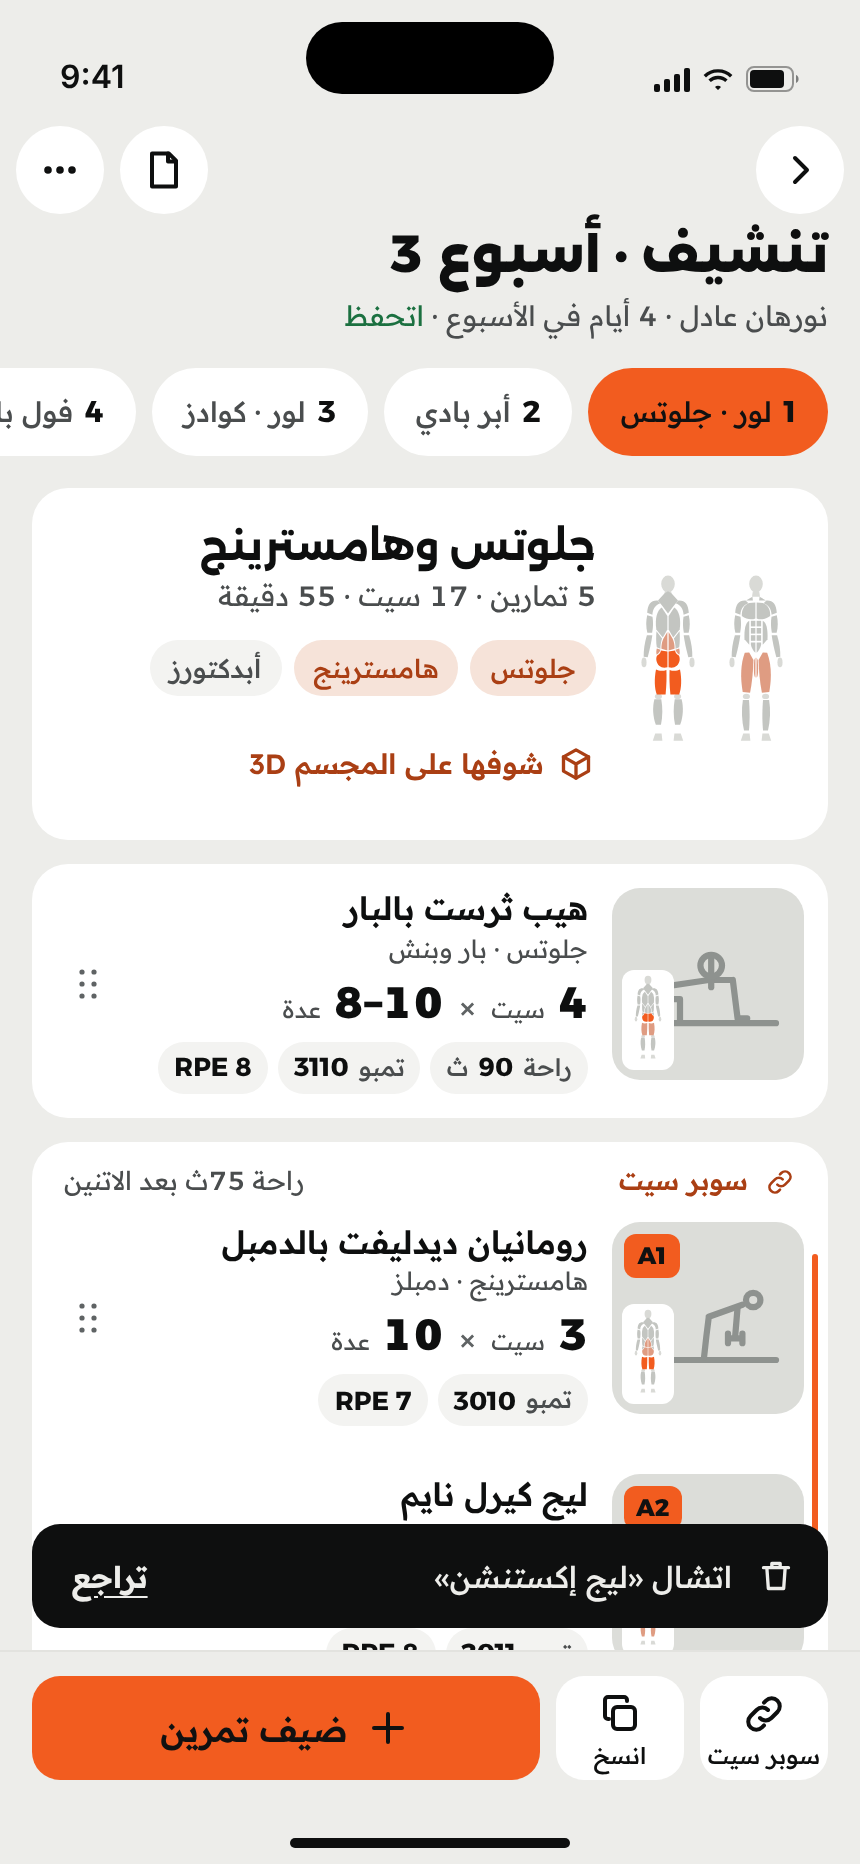 9:41
تنشيف · أسبوع 3
نورهان عادل · 4 أيام في الأسبوع · اتحفظ
1 لور · جلوتس
2 أبر بادي
3 لور · كوادز
4 فول
جلوتس وهامسترينج
5 تمارين · 17 سيت · 55 دقيقة
جلوتس
هامسترينج
أبدكتورز
شوفها على المجسم 3D
هيب ثرست بالبار
جلوتس · بار وبنش
4 سيت × 8–10 عدة
راحة 90 ث
تمبو 3110
RPE 8
سوبر سيت
راحة 75ث بعد الاتنين
A1
رومانيان ديدليفت بالدمبل
هامسترينج · دمبلز
3 سيت × 10 عدة
تمبو 3010
RPE 7
A2
ليج كيرل نايم
اتشال «ليج إكستنشن»
تراجع
سوبر سيت
انسخ
ضيف تمرين